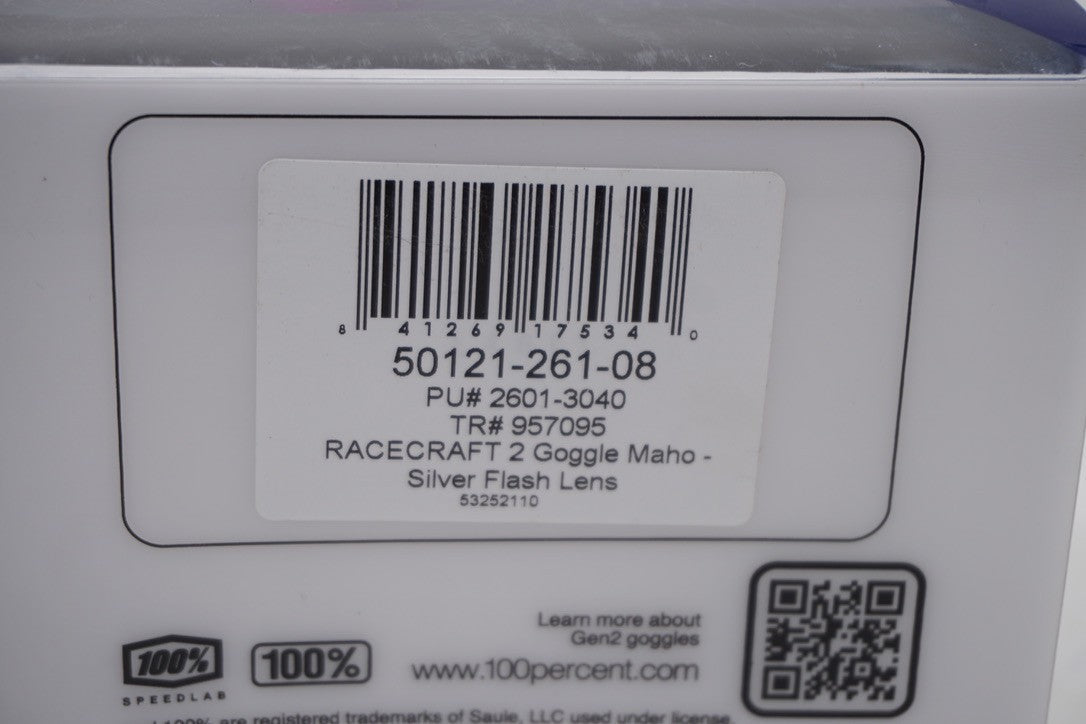 8 41269 17534 0
50121-261-08
PU# 2601-3040
TR# 957095
RACECRAFT 2 Goggle Maho -
Silver Flash Lens
53252110
Learn more about
Gen2 goggles
www.100percent.com
100%
SPEEDLAB
100%
100% are registered trademarks of Saule, LLC used under license.